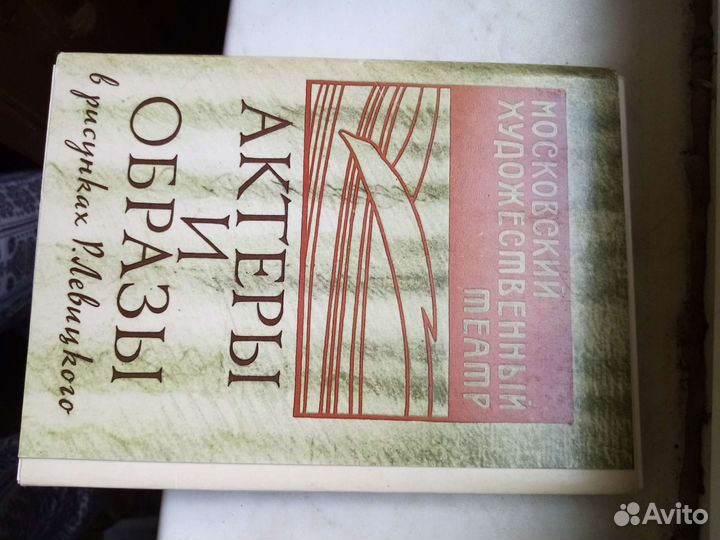 МОСКОВСКИЙ
ХУДОЖЕСТВЕННЫЙ
ТЕАТР
АКТЕРЫ
И
ОБРАЗЫ
в рисунках Р.Левицкого
Avito